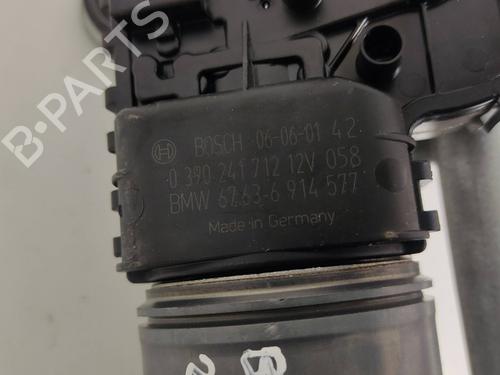 BOSCH 06-06-01 42
0 390 241 712 12V 058
BMW 67.63-6 914 577
Made in Germany
B-PARTS